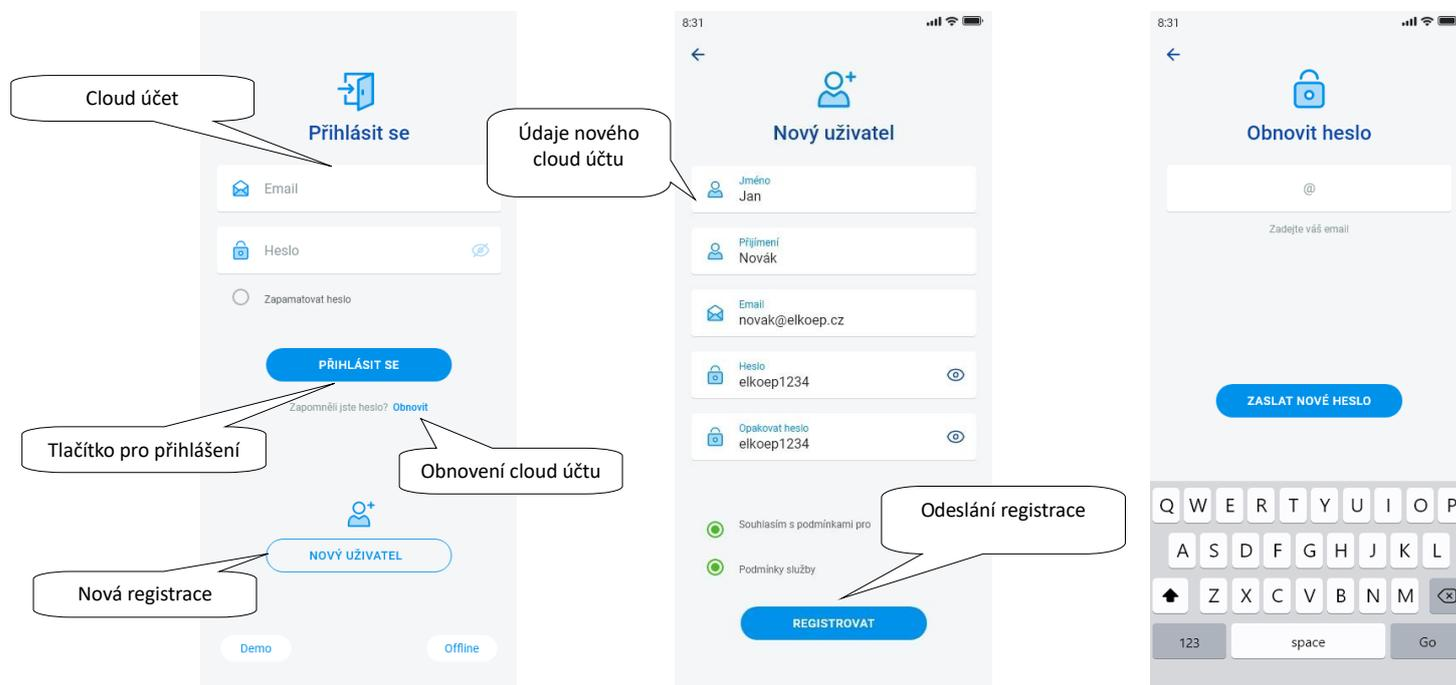 Cloud účet
Přihlásit se
Email
Heslo
Zapamatovat heslo
PŘIHLÁSIT SE
Zapomněli jste heslo? Obnovit
Tlačítko pro přihlášení
Obnovení cloud účtu
NOVÝ UŽIVATEL
Nová registrace
Demo
Offline
8:31
Údaje nového
cloud účtu
Nový uživatel
Jméno
Jan
Přijímení
Novák
Email
novak@elkoep.cz
Heslo
elkoep1234
Opakovat heslo
elkoep1234
Souhlasím s podmínkami pro
Odeslání registrace
Podmínky služby
REGISTROVAT
8:31
Obnovit heslo
@
Zadejte váš email
ZASLAT NOVÉ HESLO
Q W E R T Y U I O P
A S D F G H J K L
Z X C V B N M
123 space Go